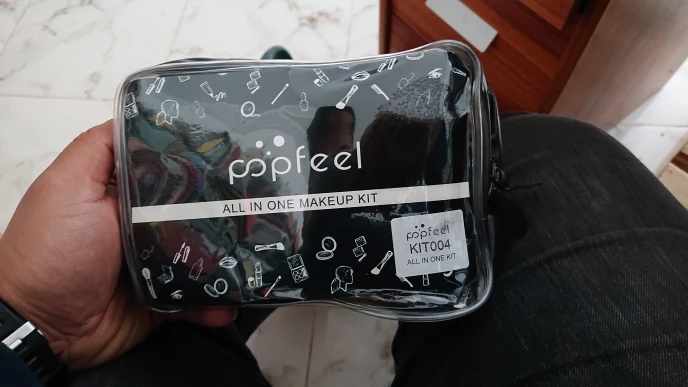 popfeel
ALL IN ONE MAKEUP KIT
popfeel
KIT004
ALL IN ONE KIT